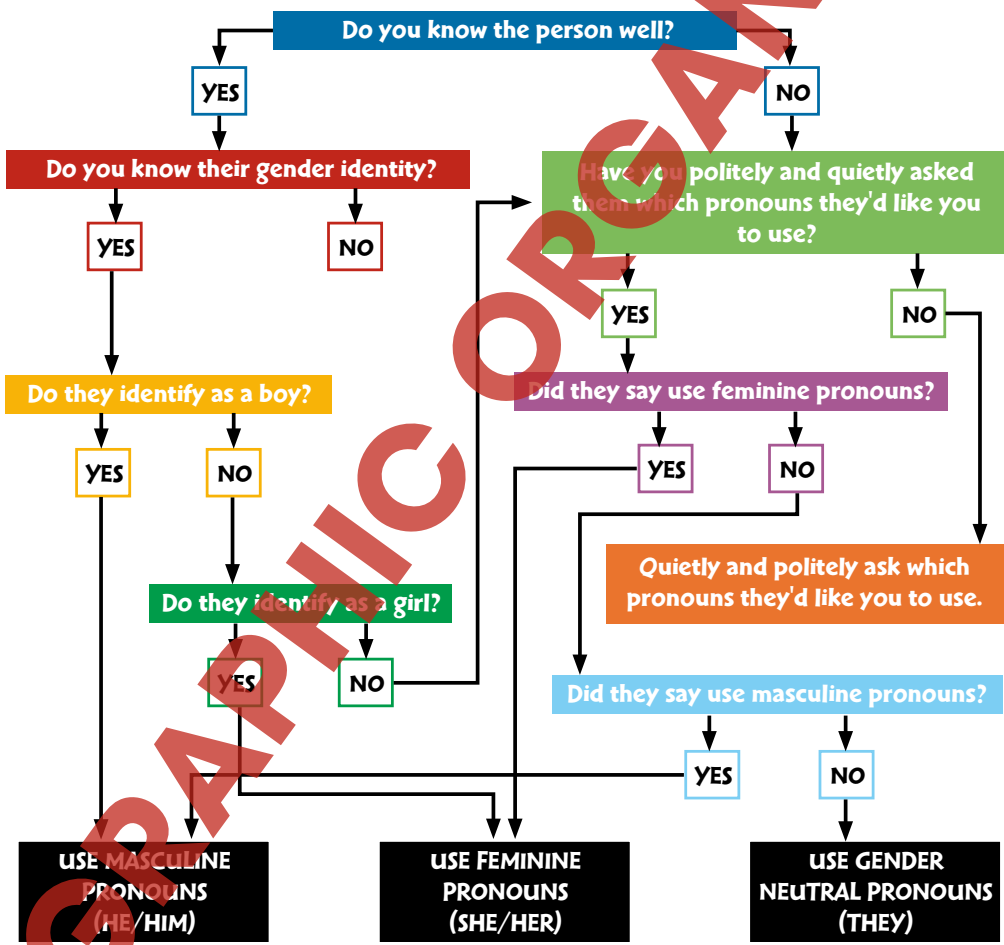 Do you know the person well?
YES
NO
Do you know their gender identity?
Have you politely and quietly asked
them which pronouns they'd like you
to use?
YES
NO
YES
NO
Do they identify as a boy?
Did they say use feminine pronouns?
YES
NO
YES
NO
Quietly and politely ask which
pronouns they'd like you to use.
Do they identify as a girl?
YES
NO
Did they say use masculine pronouns?
YES
NO
USE MASCULINE
PRONOUNS
(HE/HIM)
USE FEMININE
PRONOUNS
(SHE/HER)
USE GENDER
NEUTRAL PRONOUNS
(THEY)
GRAPHIC ORGAN